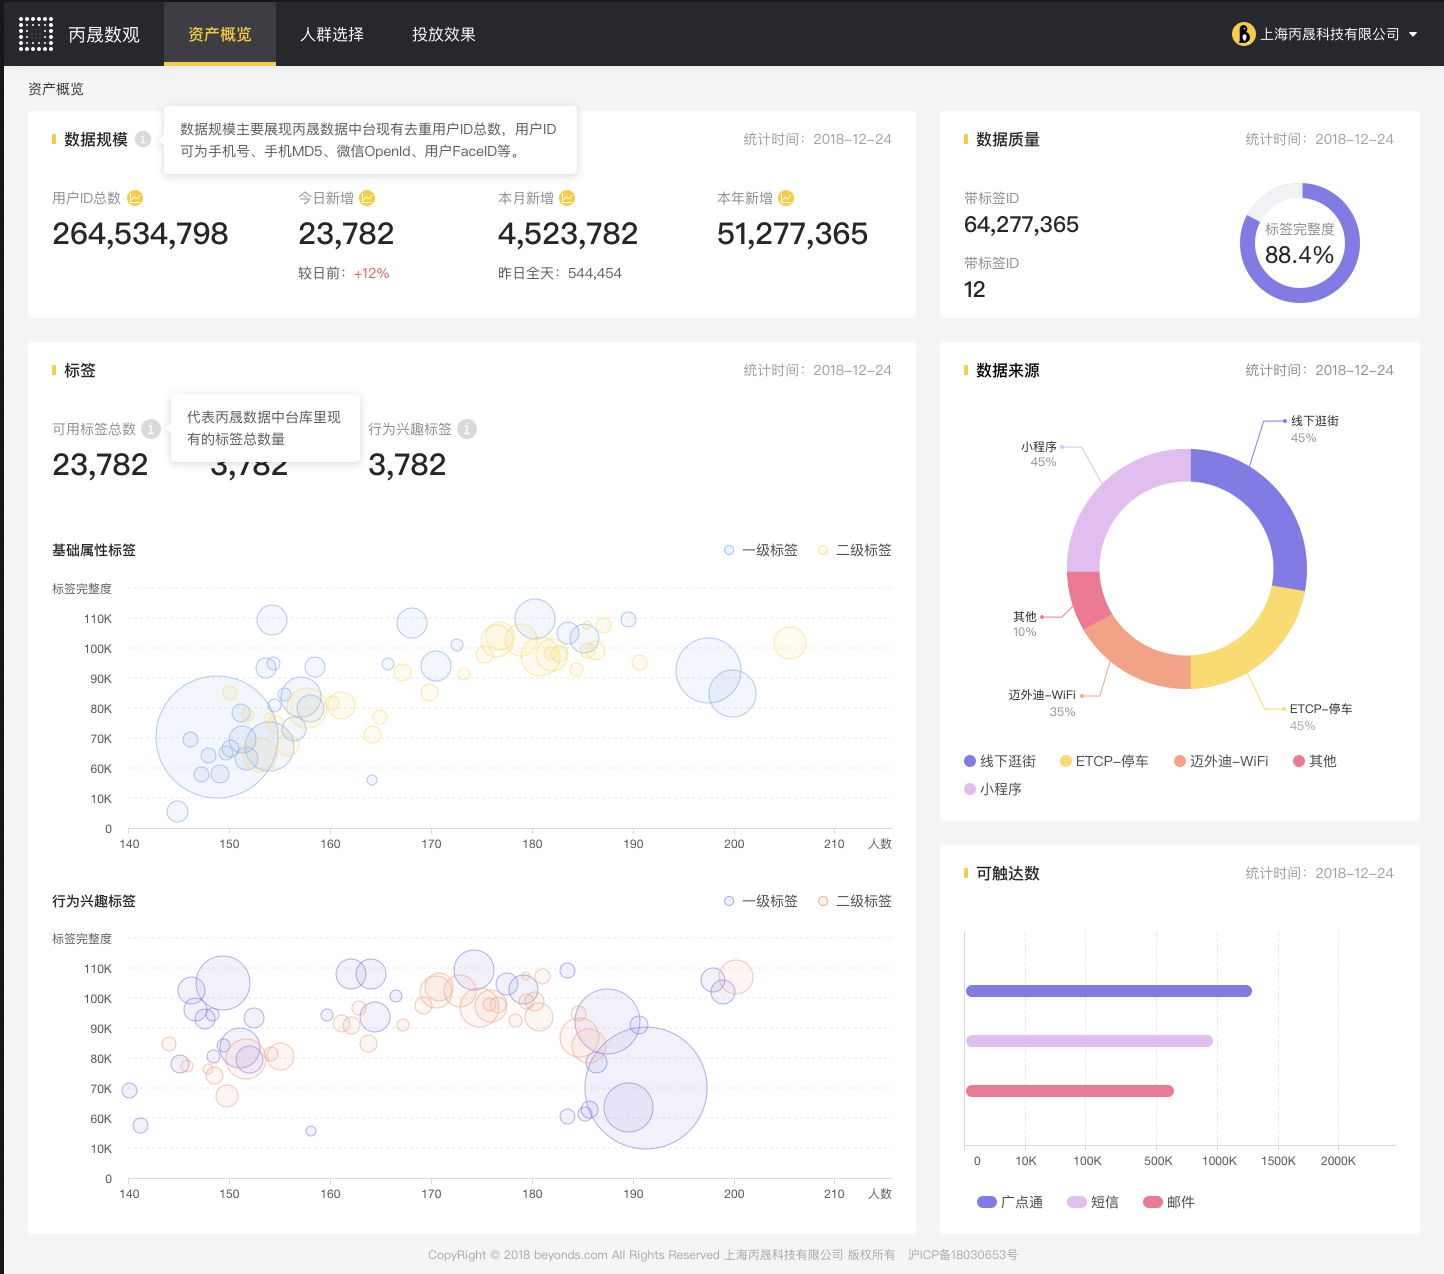 丙晟数观
资产概览
人群选择
投放效果
上海丙晟科技有限公司
资产概览
数据规模
数据规模主要展现丙晟数据中台现有去重用户ID总数，用户ID
可为手机号、手机MD5、微信OpenId、用户FaceID等。
统计时间：2018-12-24
用户ID总数
264,534,798
今日新增
23,782
较日前：+12%
本月新增
4,523,782
昨日全天：544,454
本年新增
51,277,365
数据质量
统计时间：2018-12-24
带标签ID
64,277,365
带标签ID
12
标签完整度
88.4%
标签
统计时间：2018-12-24
可用标签总数
23,782
代表丙晟数据中台库里现
有的标签总数量
3,782
行为兴趣标签
3,782
基础属性标签
一级标签
二级标签
标签完整度
110K
100K
90K
80K
70K
60K
10K
0
140 150 160 170 180 190 200 210 人数
行为兴趣标签
一级标签
二级标签
标签完整度
110K
100K
90K
80K
70K
60K
10K
0
140 150 160 170 180 190 200 210 人数
数据来源
统计时间：2018-12-24
线下逛街
45%
小程序
45%
其他
10%
迈外迪-WiFi
35%
ETCP-停车
45%
线下逛街 ETCP-停车 迈外迪-WiFi 其他
小程序
可触达数
统计时间：2018-12-24
0 10K 100K 500K 1000K 1500K 2000K
广点通 短信 邮件
CopyRight © 2018 beyonds.com All Rights Reserved 上海丙晟科技有限公司 版权所有 沪ICP备18030653号